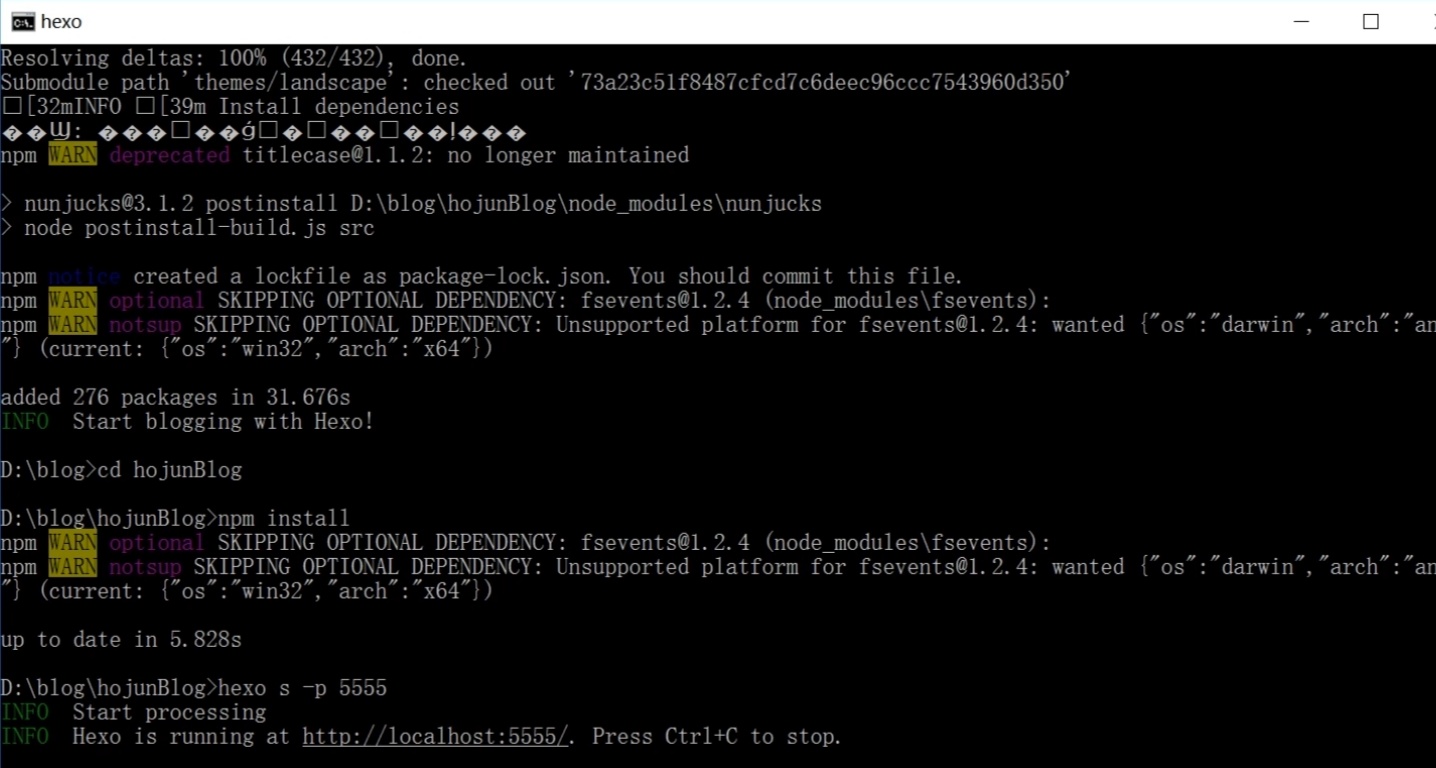 hexo
Resolving deltas: 100% (432/432), done.
Submodule path 'themes/landscape': checked out '73a23c51f8487cfcd7c6deec96ccc7543960d350'
□[32mINFO □[39m Install dependencies
npm WARN deprecated titlecase@1.1.2: no longer maintained
> nunjucks@3.1.2 postinstall D:\blog\hojunBlog\node_modules\nunjucks
> node postinstall-build.js src
npm notice created a lockfile as package-lock.json. You should commit this file.
npm WARN optional SKIPPING OPTIONAL DEPENDENCY: fsevents@1.2.4 (node_modules\fsevents):
npm WARN notsup SKIPPING OPTIONAL DEPENDENCY: Unsupported platform for fsevents@1.2.4: wanted {"os":"darwin","arch":"an
"} (current: {"os":"win32","arch":"x64"})
added 276 packages in 31.676s
INFO  Start blogging with Hexo!
D:\blog>cd hojunBlog
D:\blog\hojunBlog>npm install
npm WARN optional SKIPPING OPTIONAL DEPENDENCY: fsevents@1.2.4 (node_modules\fsevents):
npm WARN notsup SKIPPING OPTIONAL DEPENDENCY: Unsupported platform for fsevents@1.2.4: wanted {"os":"darwin","arch":"an
"} (current: {"os":"win32","arch":"x64"})
up to date in 5.828s
D:\blog\hojunBlog>hexo s -p 5555
INFO  Start processing
INFO  Hexo is running at http://localhost:5555/. Press Ctrl+C to stop.